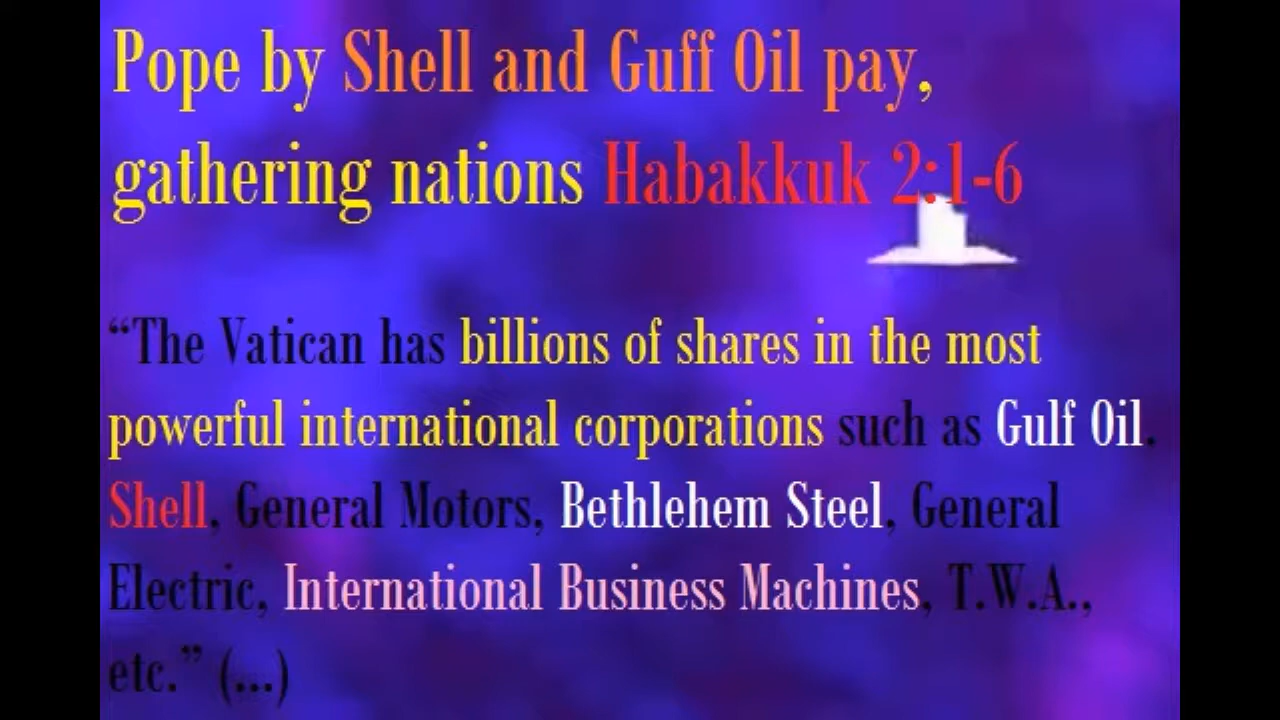 Pope by Shell and Guff Oil pay,
gathering nations Habakkuk 2:1-6
“The Vatican has billions of shares in the most
powerful international corporations such as Gulf Oil.
Shell, General Motors, Bethlehem Steel, General
Electric, International Business Machines, T.W.A.,
etc.” (...)